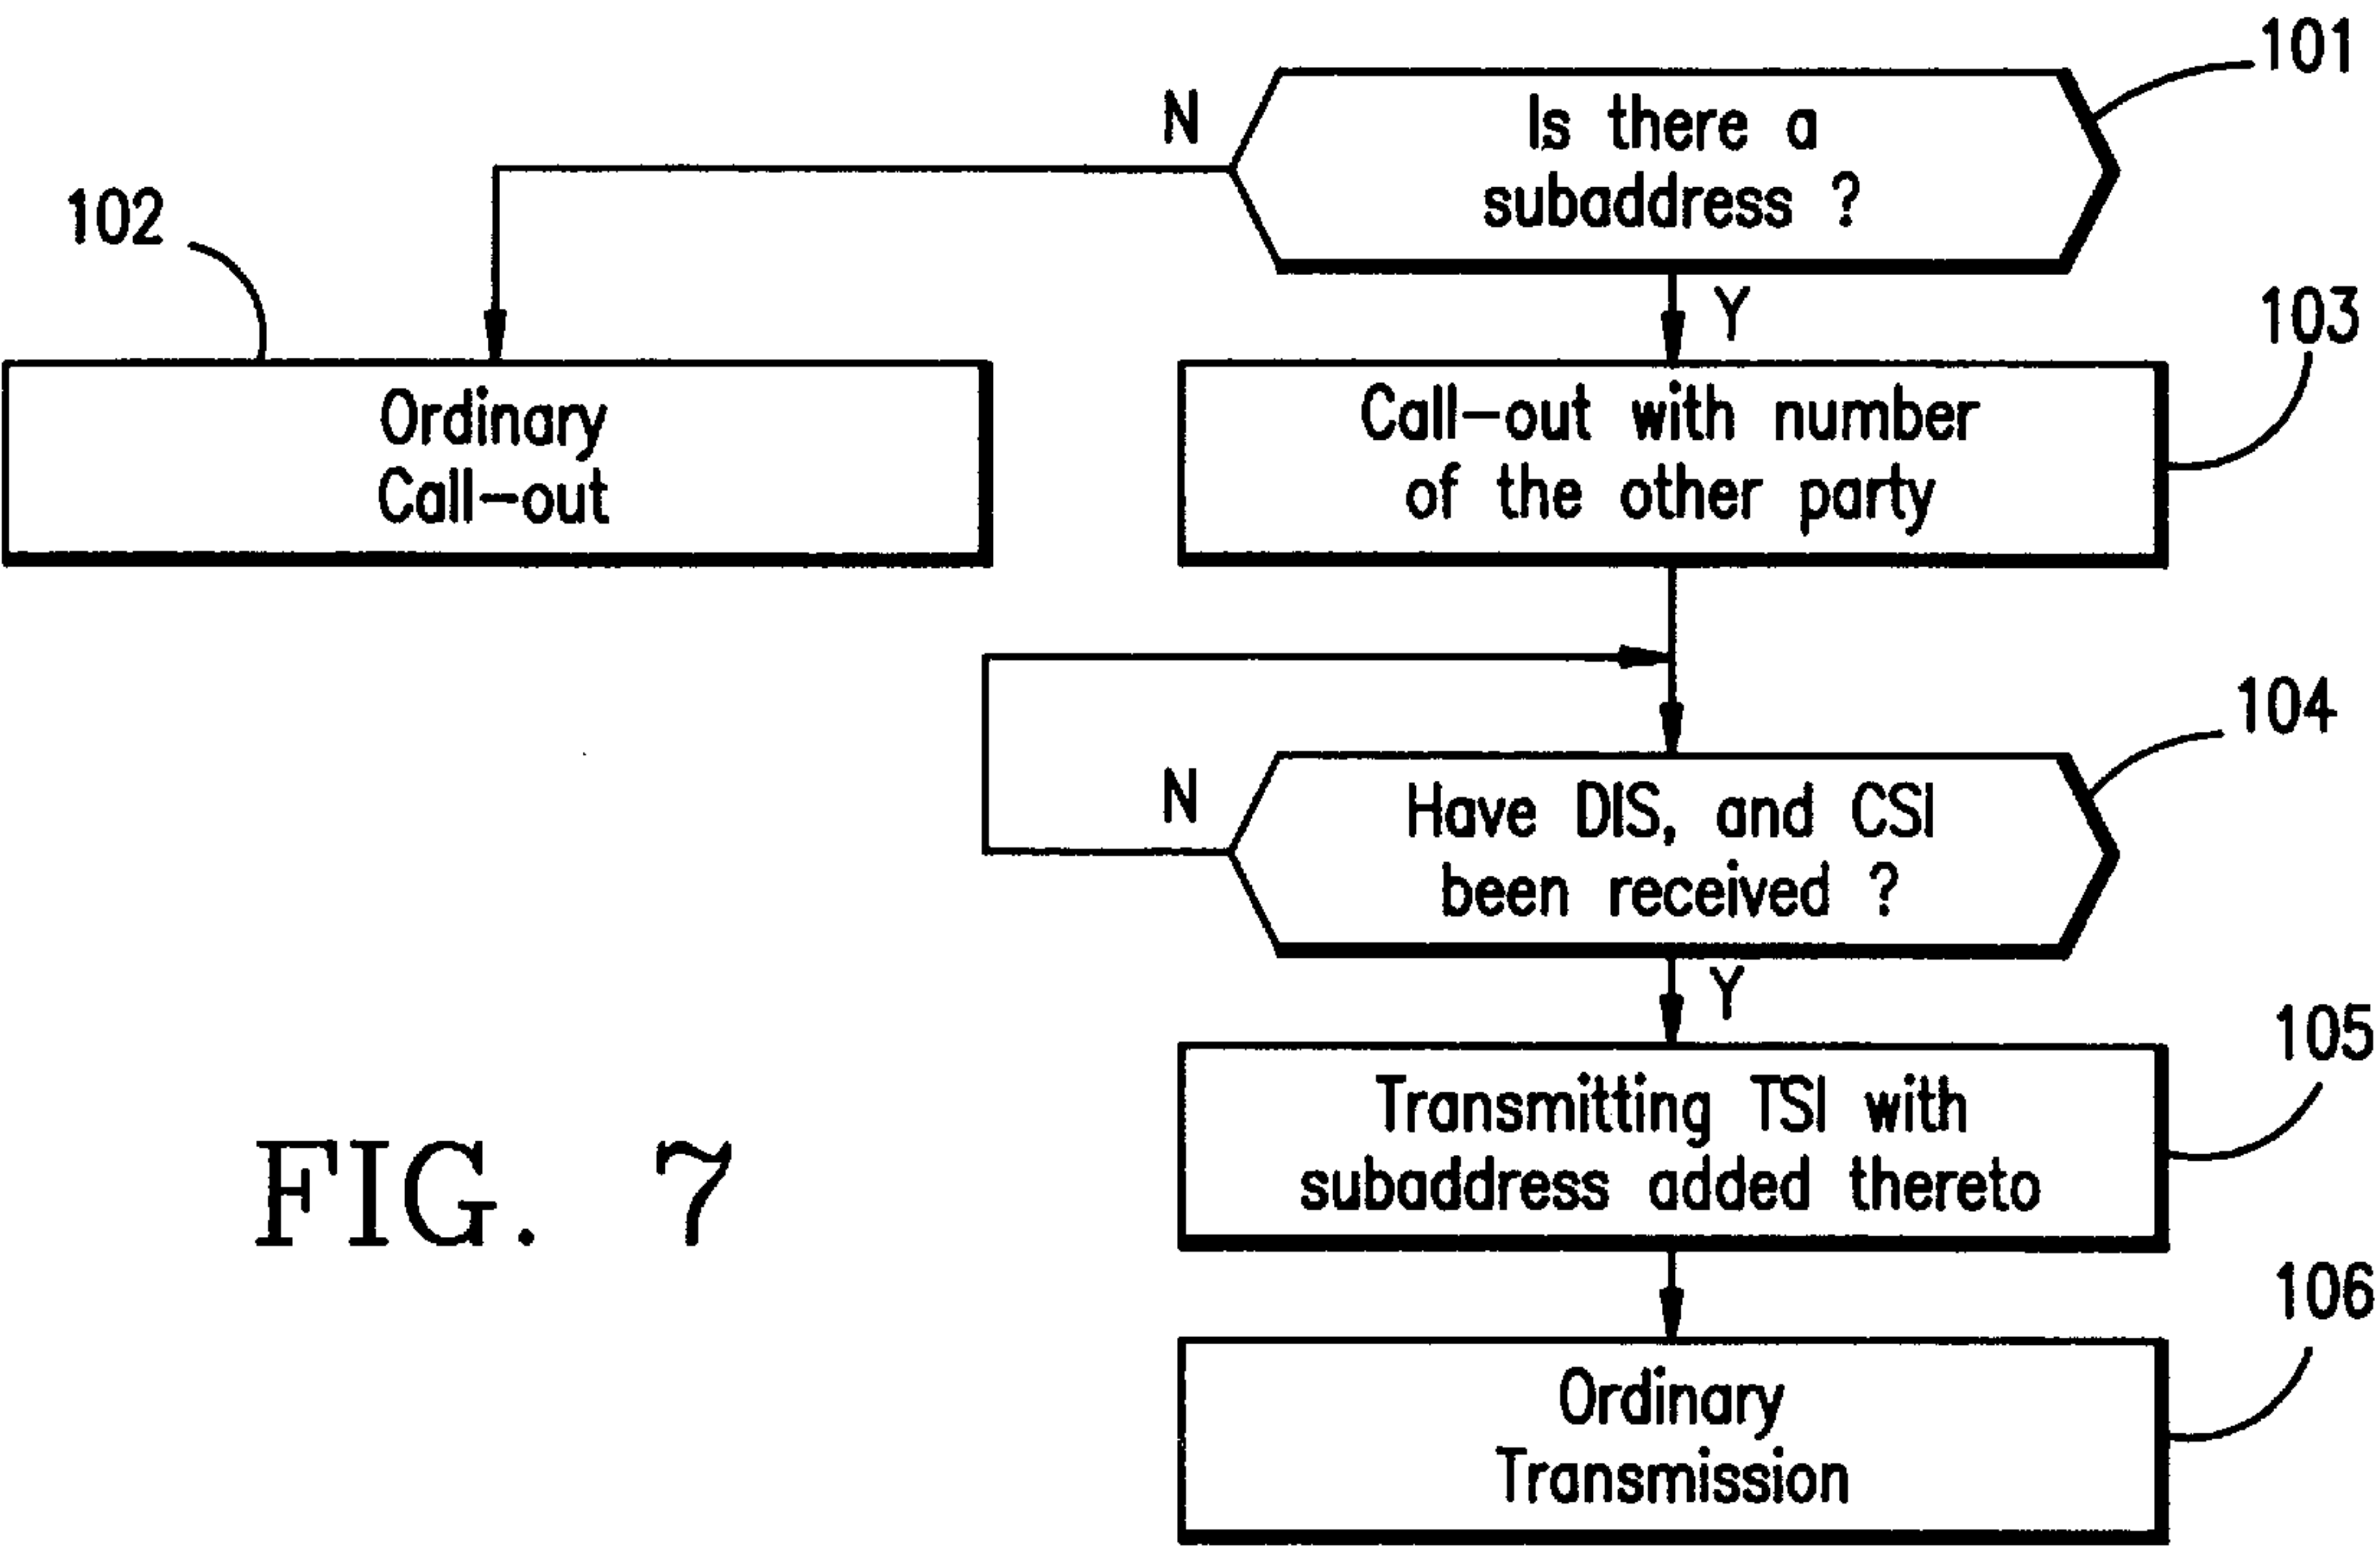 101
N
Is there a
subaddress ?
102
Y
103
Ordinary
Call-out
Call-out with number
of the other party
104
N
Have DIS, and CSI
been received ?
Y
105
Transmitting TSI with
subaddress added thereto
FIG. 7
106
Ordinary
Transmission